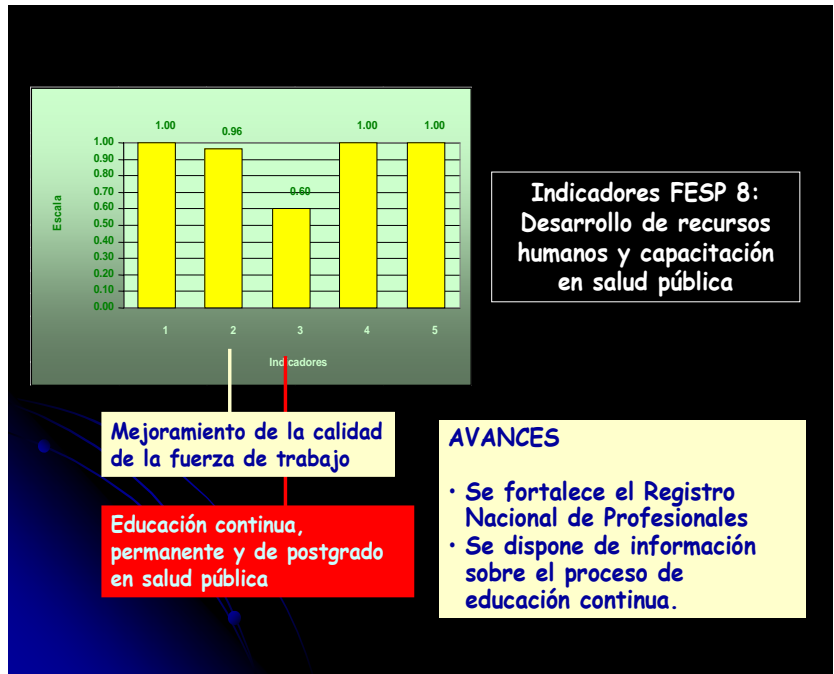 1.00
0.96
0.60
1.00
1.00
1.00
0.90
0.80
0.70
0.60
0.50
0.40
0.30
0.20
0.10
0.00
Escala
1 2 3 4 5
Indicadores
Indicadores FESP 8:
Desarrollo de recursos
humanos y capacitación
en salud pública
Mejoramiento de la calidad
de la fuerza de trabajo
Educación continua,
permanente y de postgrado
en salud pública
AVANCES
• Se fortalece el Registro
Nacional de Profesionales
• Se dispone de información
sobre el proceso de
educación continua.